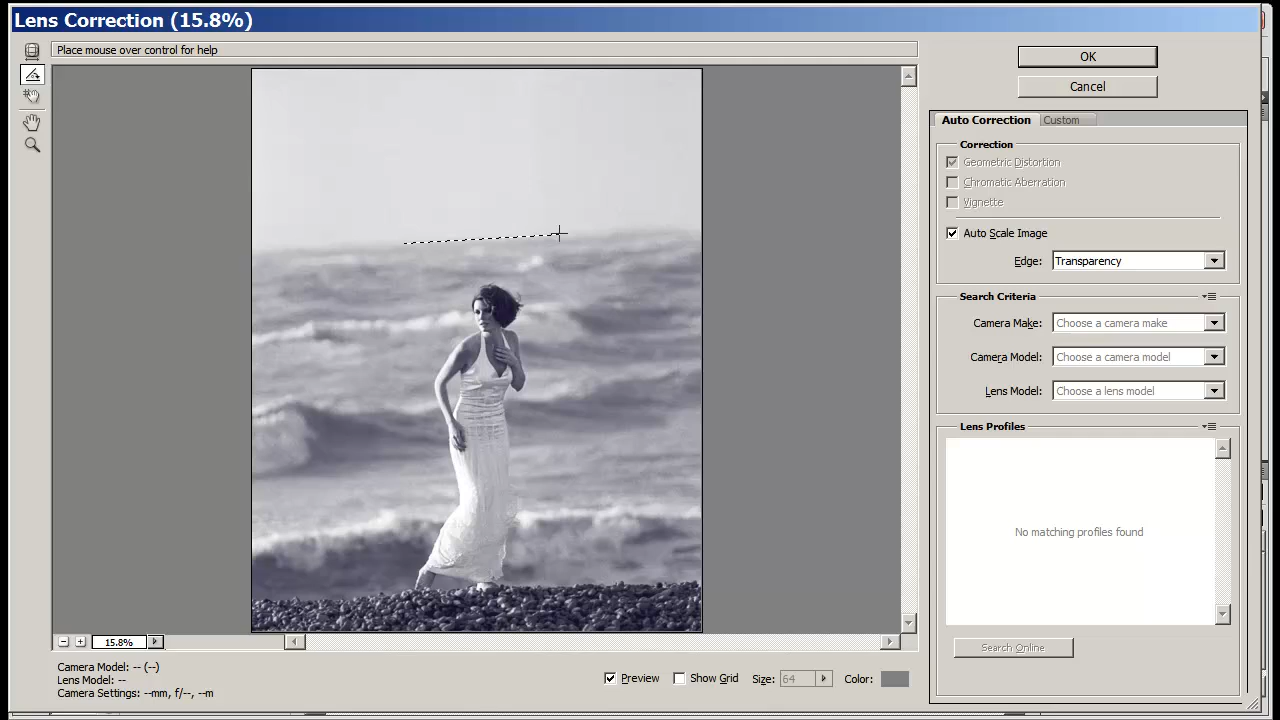 Lens Correction (15.8%)
Place mouse over control for help
OK
Cancel
Auto Correction
Custom
Correction
Geometric Distortion
Chromatic Aberration
Vignette
Auto Scale Image
Edge: Transparency
Search Criteria
Camera Make: Choose a camera make
Camera Model: Choose a camera model
Lens Model: Choose a lens model
Lens Profiles
No matching profiles found
Search Online
15.8%
Camera Model: -- (--)
Lens Model: --
Camera Settings: --mm, f/--, --m
Preview
Show Grid
Size: 64
Color: